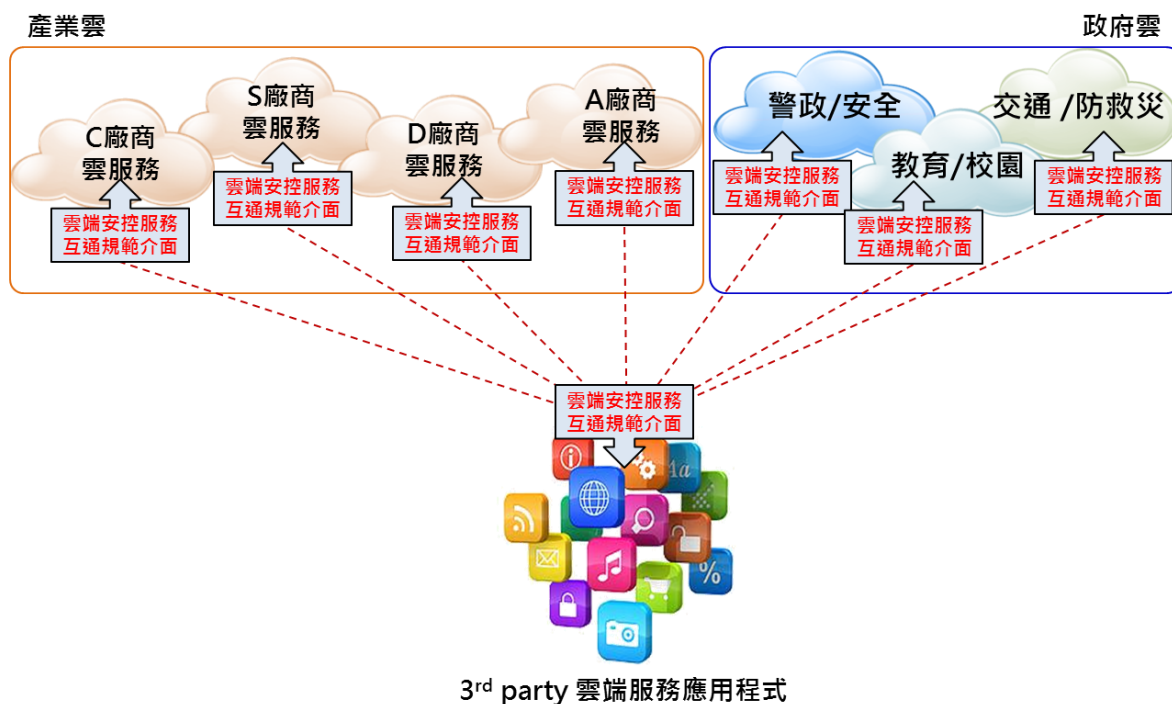 產業雲
政府雲
C廠商
雲服務
S廠商
雲服務
D廠商
雲服務
A廠商
雲服務
警政/安全
教育/校園
交通 /防救災
雲端安控服務
互通規範介面
雲端安控服務
互通規範介面
雲端安控服務
互通規範介面
雲端安控服務
互通規範介面
雲端安控服務
互通規範介面
雲端安控服務
互通規範介面
雲端安控服務
互通規範介面
雲端安控服務
互通規範介面
Aa
%
3rd party 雲端服務應用程式